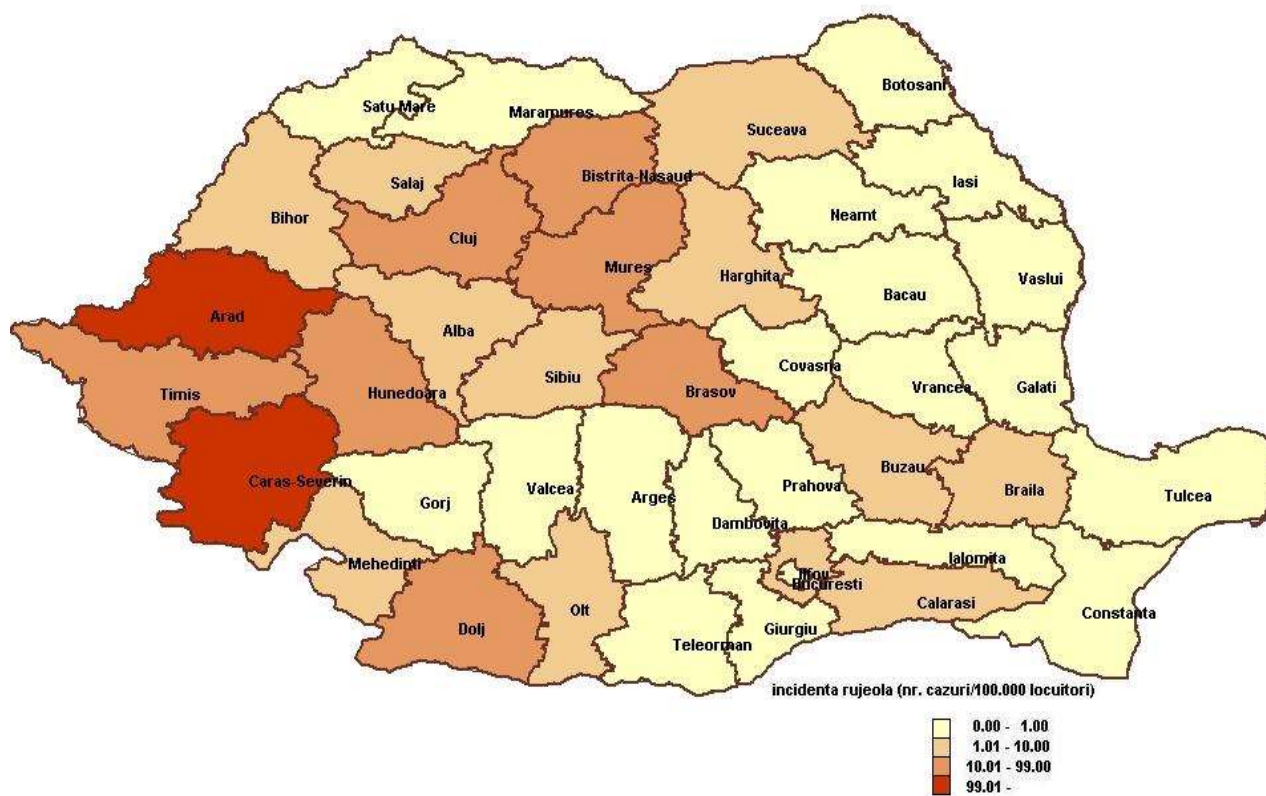 Botosani
Satu Mare
Maramures
Suceava
Bistrita-Nasaud
Iasi
Salaj
Bihor
Neamt
Cluj
Mures
Harghita
Vaslui
Bacau
Arad
Alba
Covasna
Sibiu
Vrancea
Galati
Timis
Hunedoara
Brasov
Buzau
Caras-Severin
Valcea
Prahova
Braila
Tulcea
Gorj
Arges
Dambovita
Ialomita
Mehedinti
Ilfov
Bucuresti
Olt
Calarasi
Constanta
Dolj
Giurgiu
Teleorman
incidenta rujeola (nr. cazuri/100.000 locuitori)
0.00 - 1.00
1.01 - 10.00
10.01 - 99.00
99.01 -